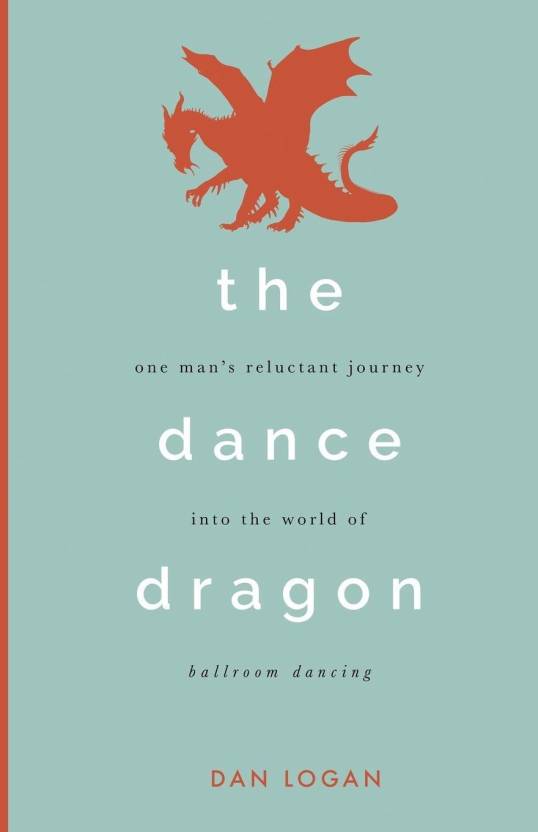 the
one man's reluctant journey
dance
into the world of
dragon
ballroom dancing
DAN LOGAN